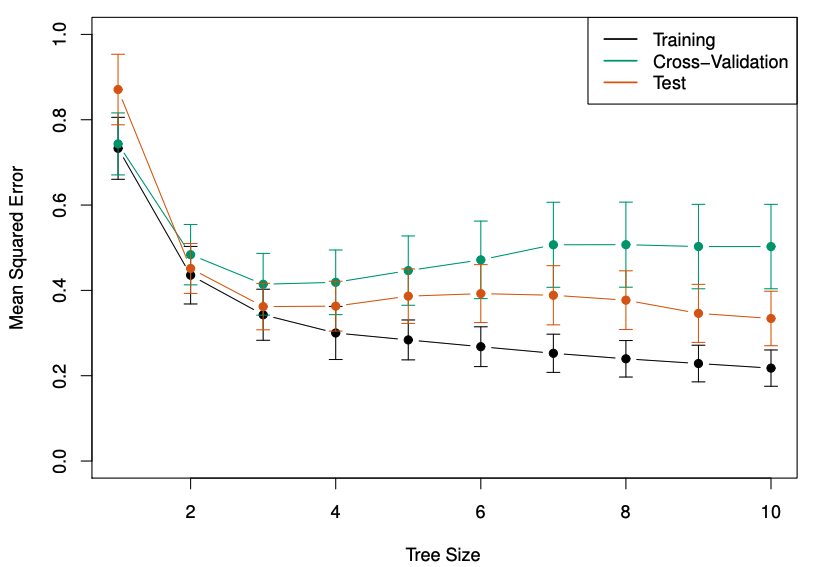 Training
Cross−Validation
Test
Mean Squared Error
1.0
0.8
0.6
0.4
0.2
0.0
2 4 6 8 10
Tree Size